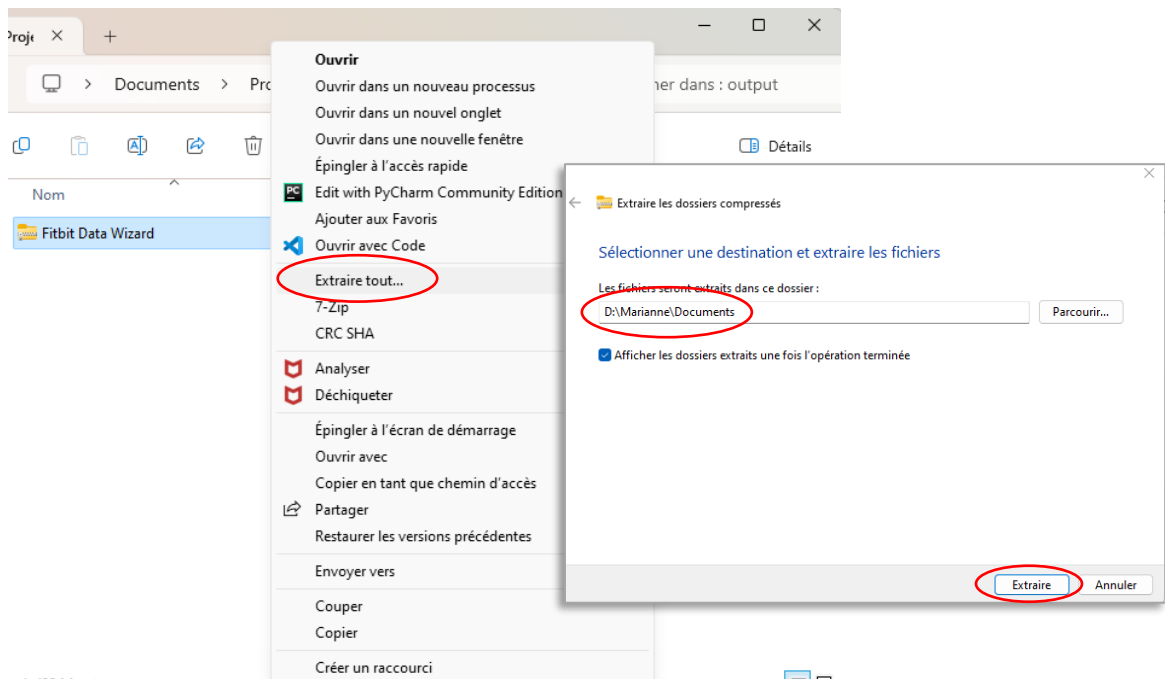 Proje
Documents > Pro
her dans : output
Détails
Nom
Fitbit Data Wizard
Ouvrir
Ouvrir dans un nouveau processus
Ouvrir dans un nouvel onglet
Ouvrir dans une nouvelle fenêtre
Épingler à l'accès rapide
Edit with PyCharm Community Edition
Ajouter aux Favoris
Ouvrir avec Code
Extraire tout...
7-Zip
CRC SHA
Analyser
Déchiqueter
Épingler à l'écran de démarrage
Ouvrir avec
Copier en tant que chemin d'accès
Partager
Restaurer les versions précédentes
Envoyer vers
Couper
Copier
Créer un raccourci
Extraire les dossiers compressés
Sélectionner une destination et extraire les fichiers
Les fichiers seront extraits dans ce dossier :
D:\Marianne\Documents
Parcourir...
Afficher les dossiers extraits une fois l'opération terminée
Extraire
Annuler